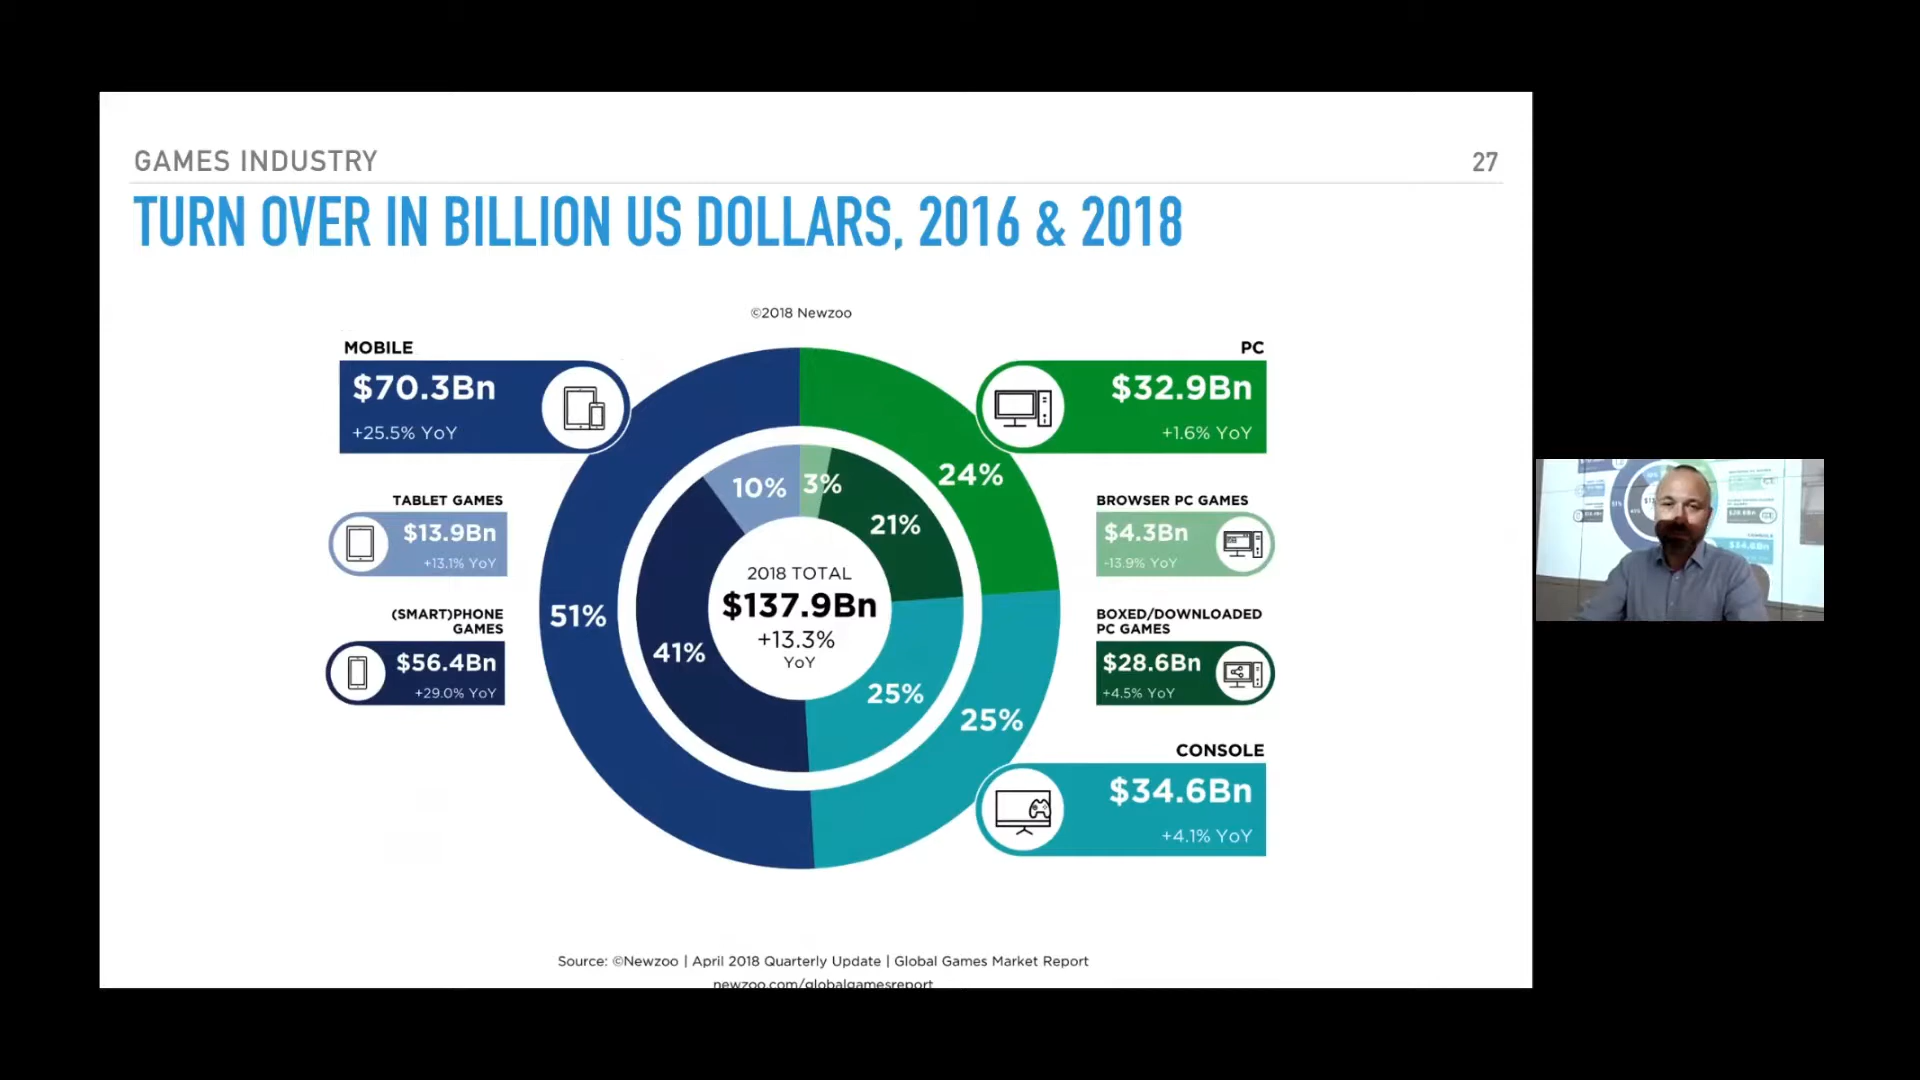 GAMES INDUSTRY
27
TURN OVER IN BILLION US DOLLARS, 2016 & 2018
©2018 Newzoo
MOBILE
$70.3Bn
+25.5% YoY
TABLET GAMES
$13.9Bn
+13.1% YoY
(SMART)PHONE
GAMES
$56.4Bn
+29.0% YoY
51%
10%
3%
21%
24%
41%
25%
25%
2018 TOTAL
$137.9Bn
+13.3%
YoY
PC
$32.9Bn
+1.6% YoY
BROWSER PC GAMES
$4.3Bn
-13.9% YoY
BOXED/DOWNLOADED
PC GAMES
$28.6Bn
+4.5% YoY
CONSOLE
$34.6Bn
+4.1% YoY
Source: ©Newzoo | April 2018 Quarterly Update | Global Games Market Report
newzoo.com/globalgamesreport